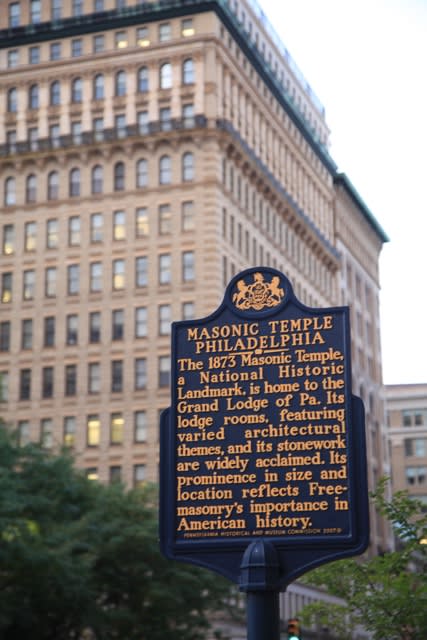 MASONIC TEMPLE
PHILADELPHIA
The 1873 Masonic Temple,
a National Historic
Landmark, is home to the
Grand Lodge of Pa. Its
lodge rooms, featuring
varied architectural
themes, and its stonework
are widely acclaimed. Its
prominence in size and
location reflects Free-
masonry's importance in
American history.
PENNSYLVANIA HISTORICAL AND MUSEUM COMMISSION 2007 ©